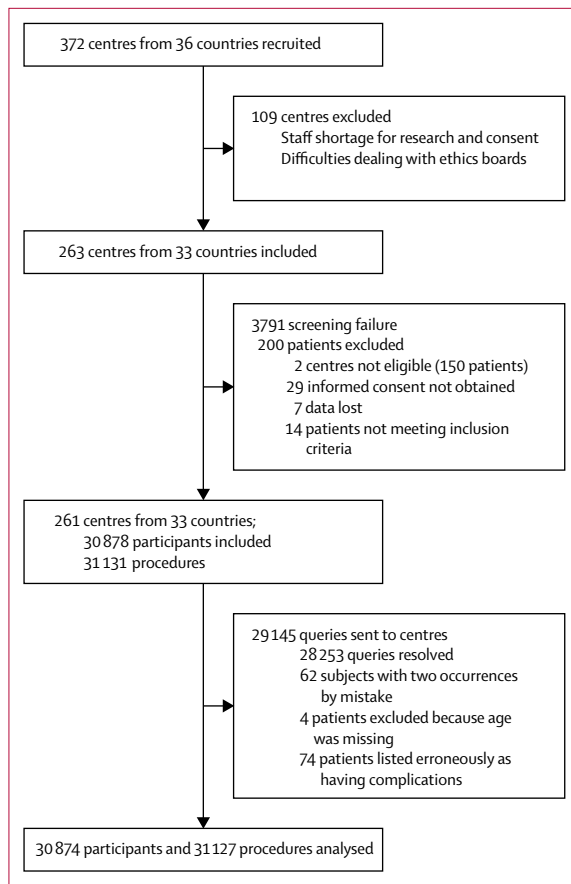 372 centres from 36 countries recruited
109 centres excluded
Staff shortage for research and consent
Difficulties dealing with ethics boards
263 centres from 33 countries included
3791 screening failure
200 patients excluded
2 centres not eligible (150 patients)
29 informed consent not obtained
7 data lost
14 patients not meeting inclusion
criteria
261 centres from 33 countries;
30 878 participants included
31 131 procedures
29 145 queries sent to centres
28 253 queries resolved
62 subjects with two occurrences
by mistake
4 patients excluded because age
was missing
74 patients listed erroneously as
having complications
30 874 participants and 31 127 procedures analysed